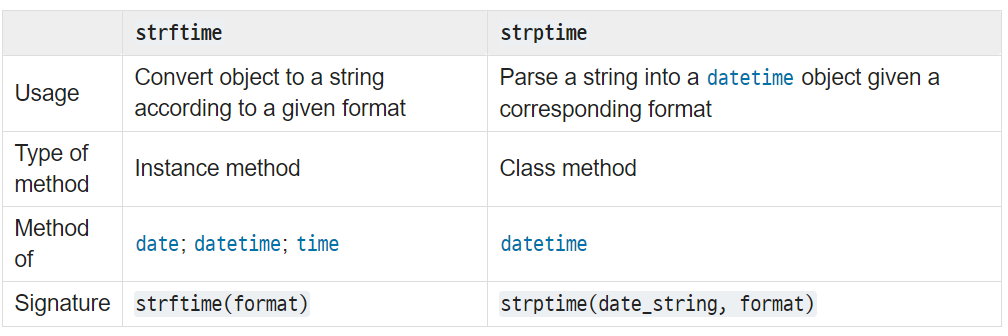 strftime strptime
Usage Convert object to a string according to a given format Parse a string into a datetime object given a corresponding format
Type of method Instance method Class method
Method of date; datetime; time datetime
Signature strftime(format) strptime(date_string, format)